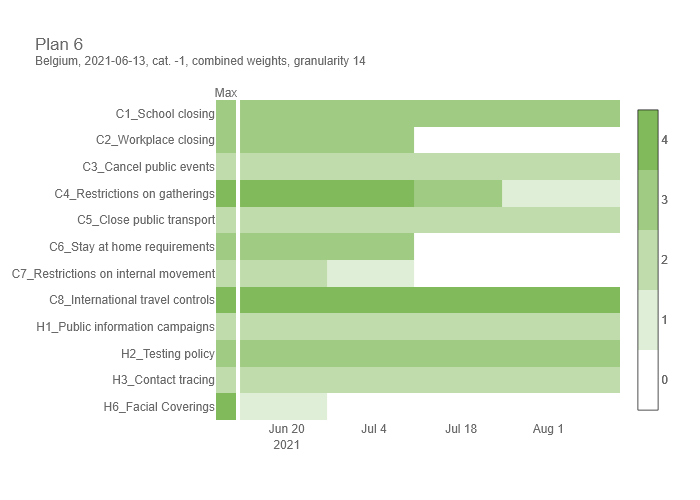 Plan 6
Belgium, 2021-06-13, cat. -1, combined weights, granularity 14
Max
C1_School closing
C2_Workplace closing
C3_Cancel public events
C4_Restrictions on gatherings
C5_Close public transport
C6_Stay at home requirements
C7_Restrictions on internal movement
C8_International travel controls
H1_Public information campaigns
H2_Testing policy
H3_Contact tracing
H6_Facial Coverings
Jun 20 Jul 4 Jul 18 Aug 1
2021
4
3
2
1
0